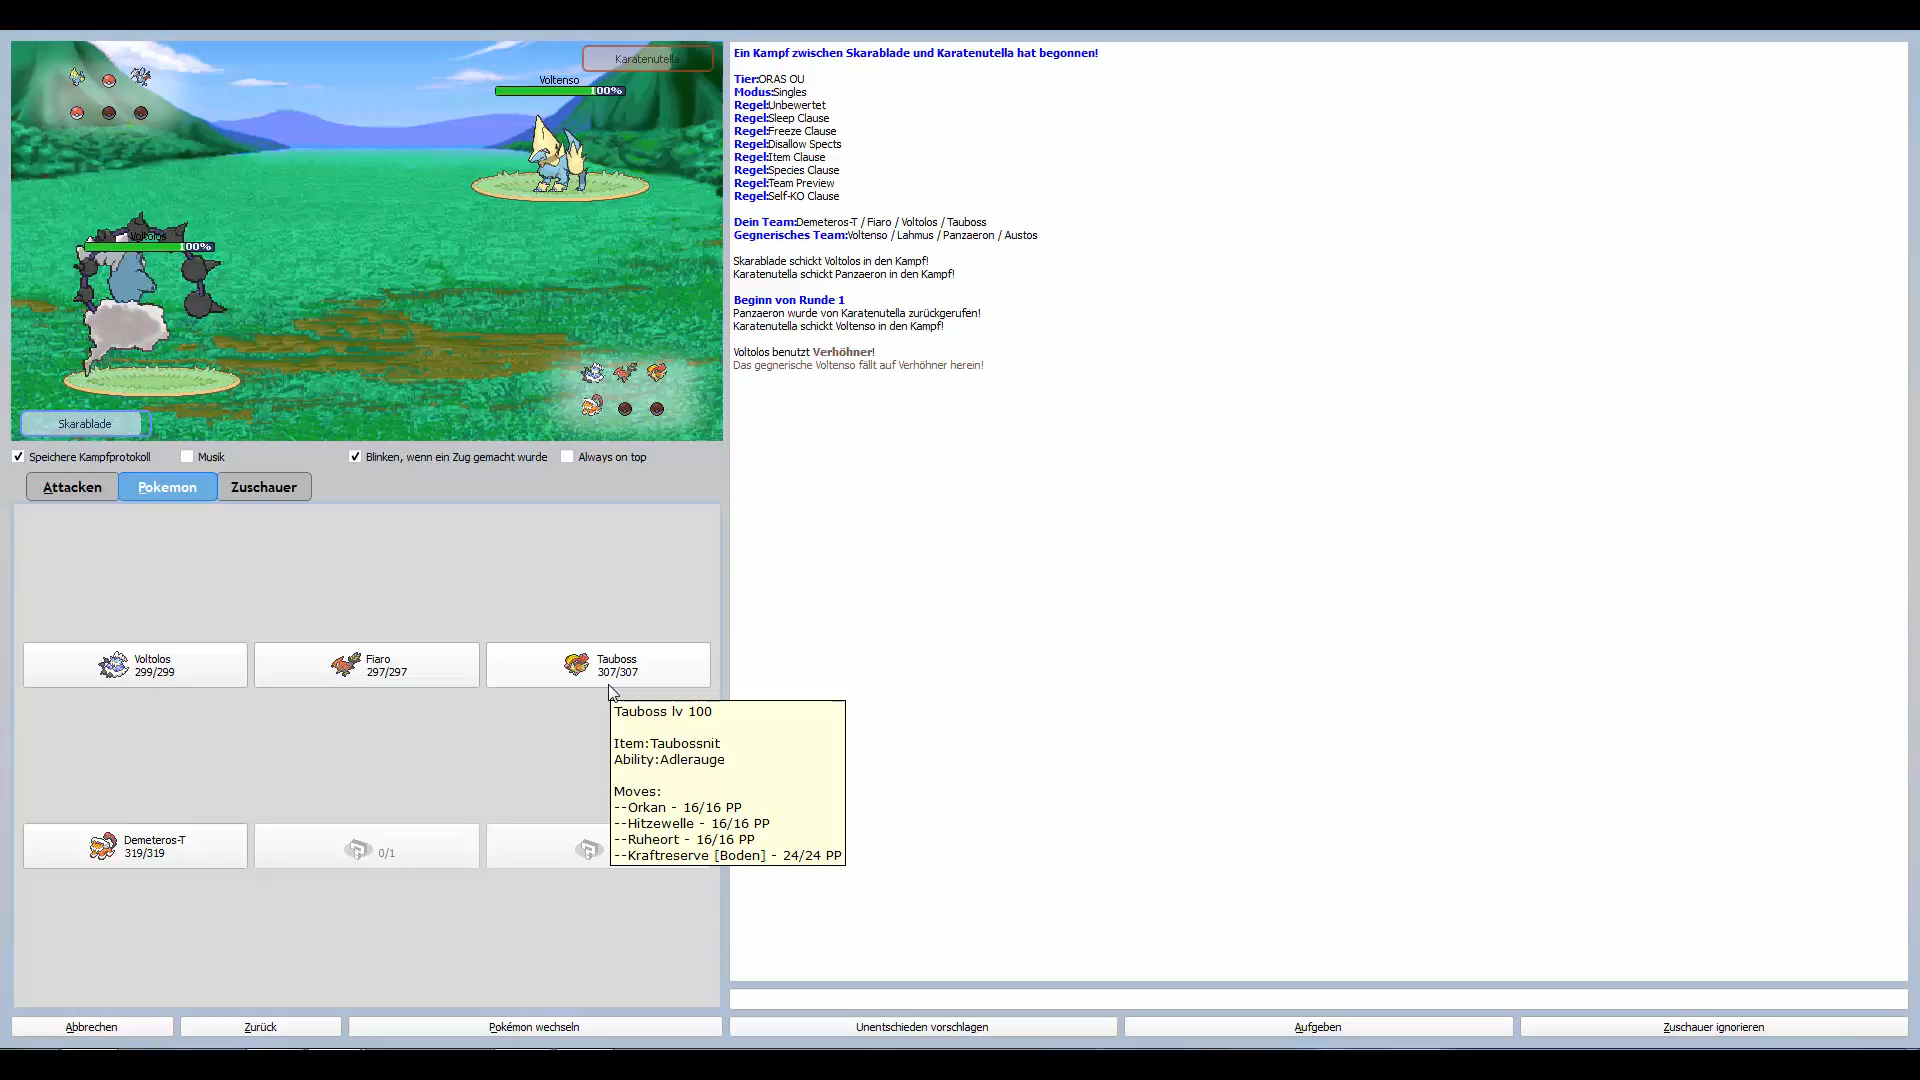 Karatenutella
Voltenso
100%
Voltolos
100%
Skarablade
Speichere Kampfprotokoll
Musik
Blinken, wenn ein Zug gemacht wurde
Always on top
Attacken
Pokemon
Zuschauer
Voltolos
299/299
Fiaro
297/297
Tauboss
307/307
Demeteros-T
319/319
0/1
Tauboss lv 100
Item:Taubossnit
Ability:Adlerauge
Moves:
--Orkan - 16/16 PP
--Hitzewelle - 16/16 PP
--Ruheort - 16/16 PP
--Kraftreserve [Boden] - 24/24 PP
Abbrechen
Zurück
Pokémon wechseln
Ein Kampf zwischen Skarablade und Karatenutella hat begonnen!
Tier:ORAS OU
Modus:Singles
Regel:Unbewertet
Regel:Sleep Clause
Regel:Freeze Clause
Regel:Disallow Spects
Regel:Item Clause
Regel:Species Clause
Regel:Team Preview
Regel:Self-KO Clause
Dein Team:Demeteros-T / Fiaro / Voltolos / Tauboss
Gegnerisches Team:Voltenso / Lahmus / Panzaeron / Austos
Skarablade schickt Voltolos in den Kampf!
Karatenutella schickt Panzaeron in den Kampf!
Beginn von Runde 1
Panzaeron wurde von Karatenutella zurückgerufen!
Karatenutella schickt Voltenso in den Kampf!
Voltolos benutzt Verhöhner!
Das gegnerische Voltenso fällt auf Verhöhner herein!
Unentschieden vorschlagen
Aufgeben
Zuschauer ignorieren